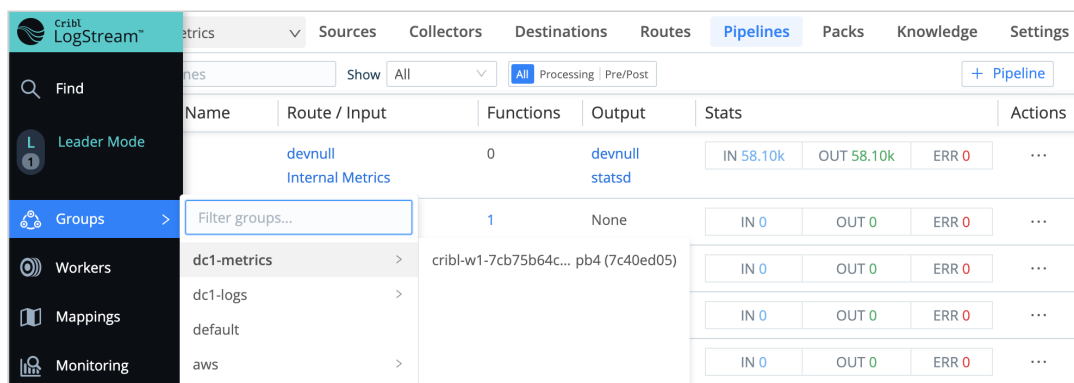 Cribl
LogStream™
etrics
Sources
Collectors
Destinations
Routes
Pipelines
Packs
Knowledge
Settings
Find
nes
Show
All
All Processing Pre/Post
+ Pipeline
Name
Route / Input
Functions
Output
Stats
Actions
L
1
Leader Mode
devnull
Internal Metrics
0
devnull
statsd
IN 58.10k
OUT 58.10k
ERR 0
...
Groups
Filter groups...
1
None
IN 0
OUT 0
ERR 0
...
Workers
dc1-metrics
cribl-w1-7cb75b64c... pb4 (7c40ed05)
IN 0
OUT 0
ERR 0
...
dc1-logs
Mappings
default
IN 0
OUT 0
ERR 0
...
Monitoring
aws
IN 0
OUT 0
ERR 0
...